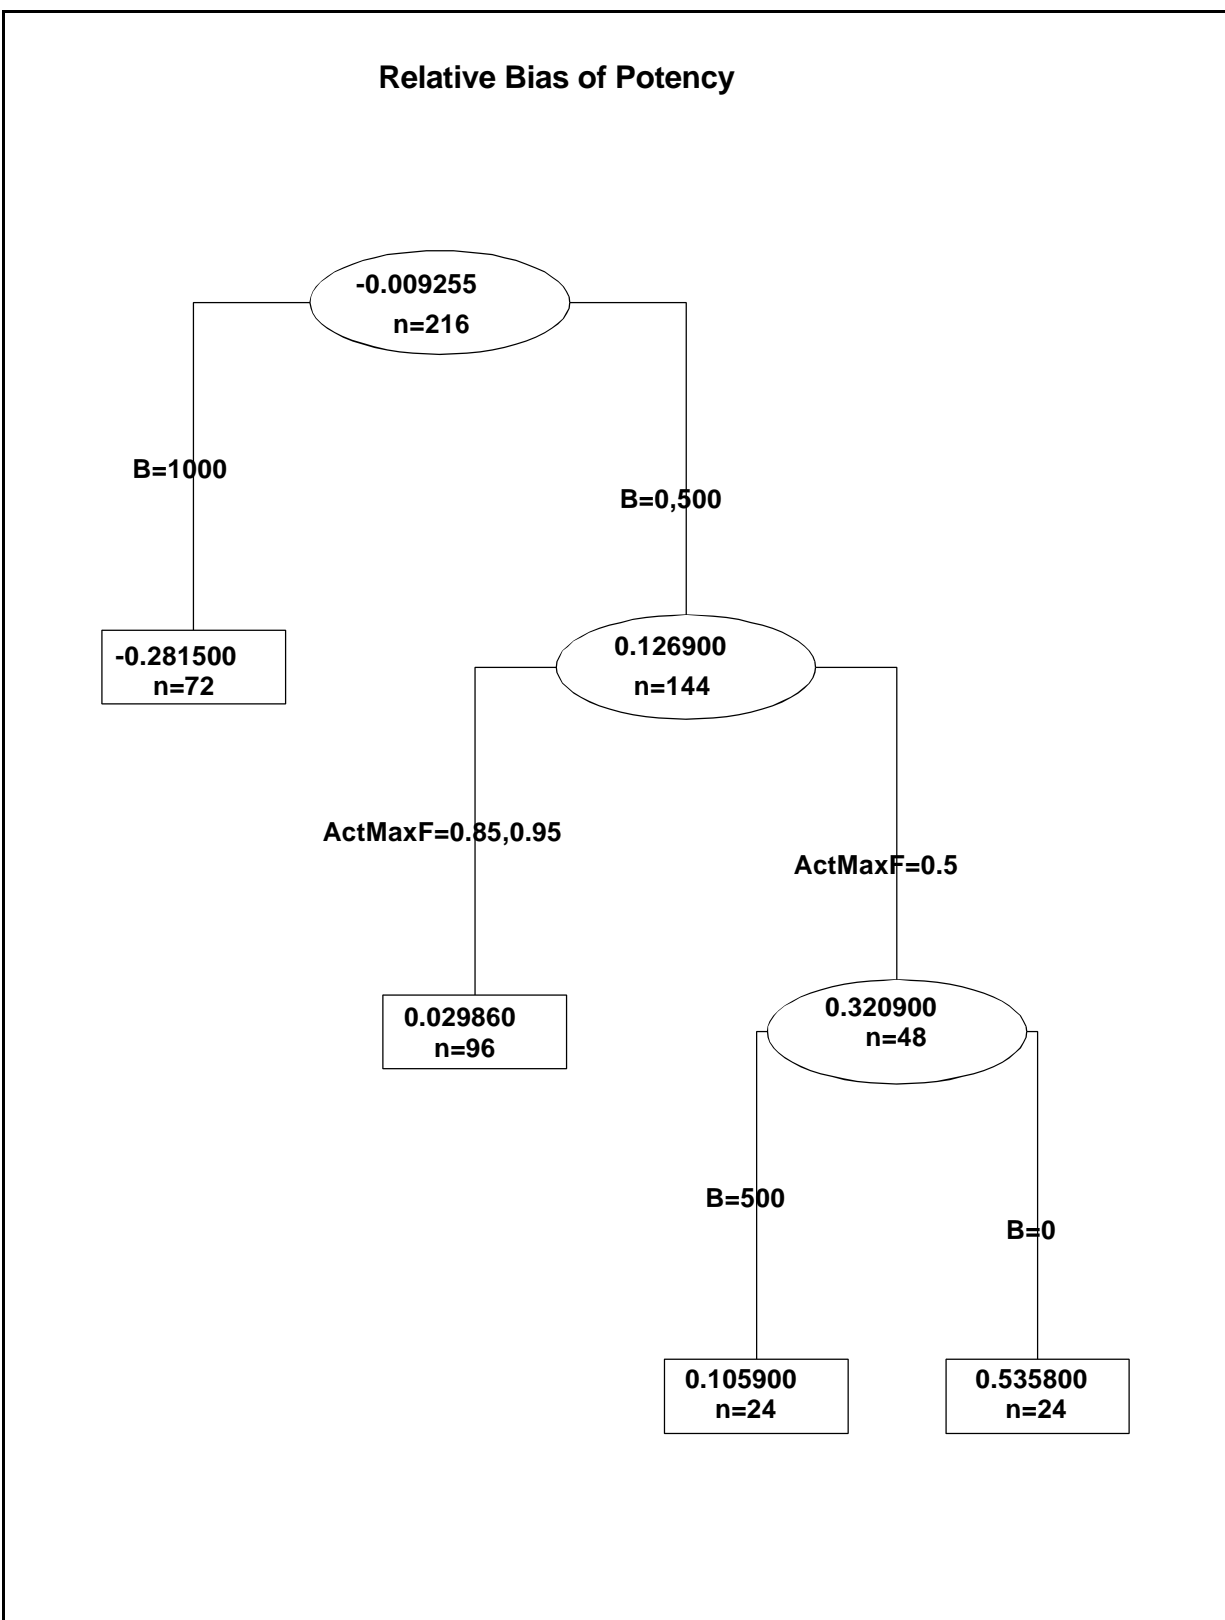 Relative Bias of Potency
-0.009255
n=216
B=1000
B=0,500
-0.281500
n=72
0.126900
n=144
ActMaxF=0.85,0.95
ActMaxF=0.5
0.029860
n=96
0.320900
n=48
B=500
B=0
0.105900
n=24
0.535800
n=24